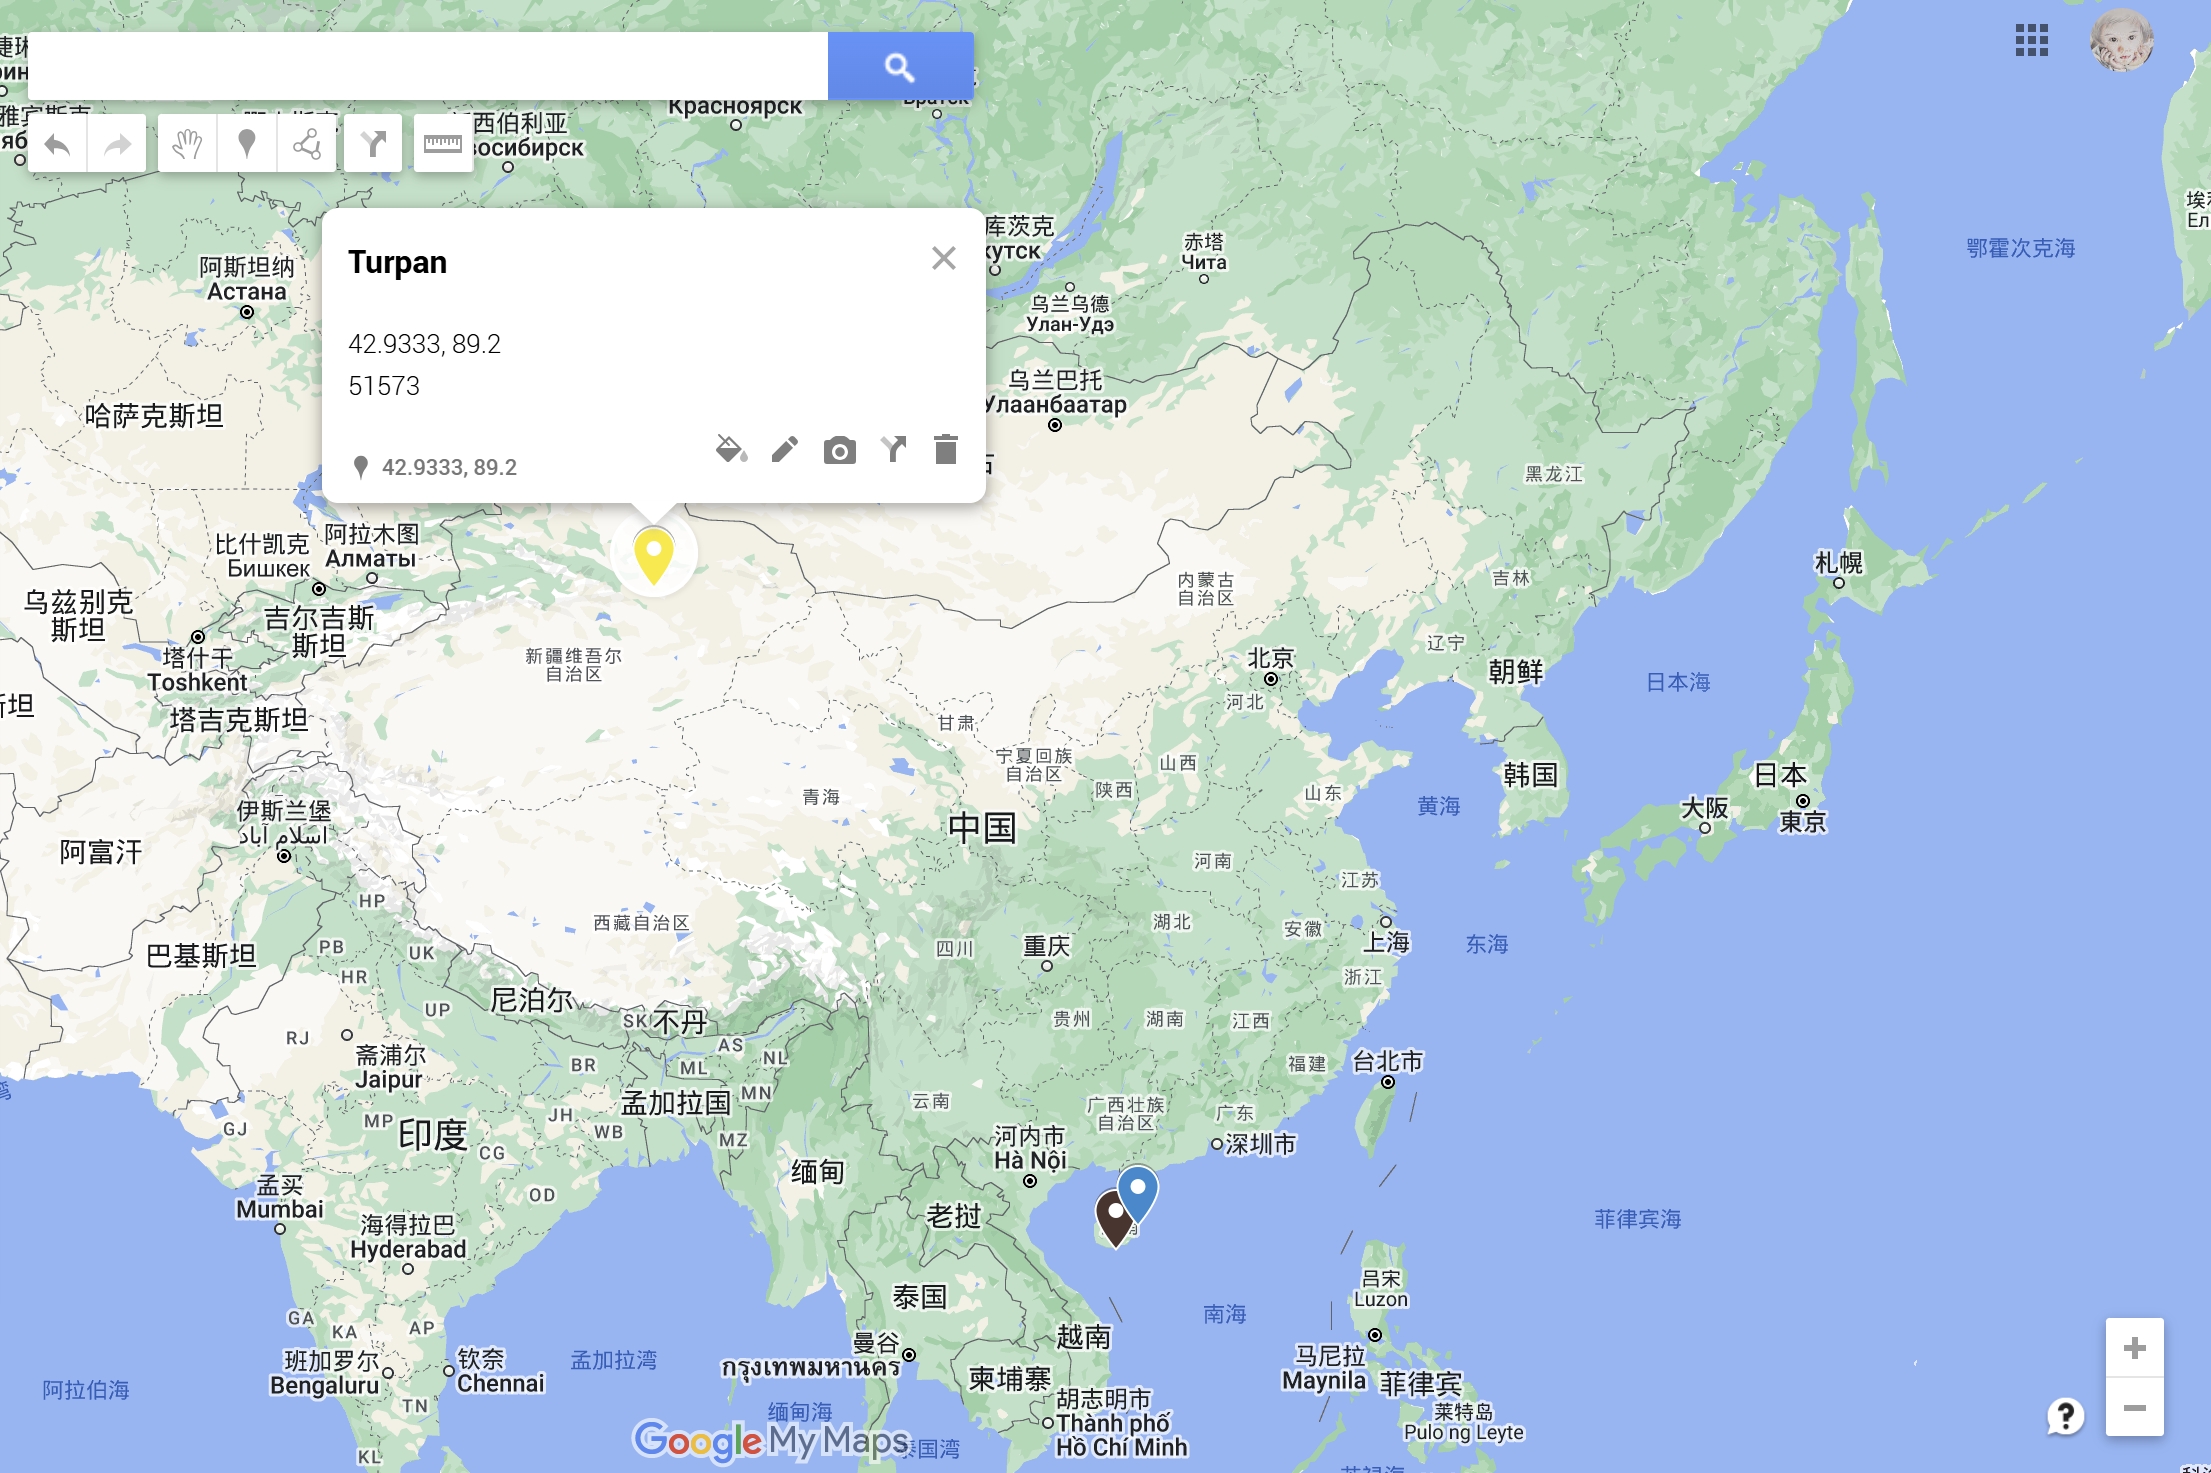 Красноярск
Братск
西伯利亚
восибирск
库茨克
кутск
赤塔
Чита
鄂霍次克海
Turpan
阿斯坦纳
Астана
乌兰乌德
Улан-Удэ
42.9333, 89.2
51573
乌兰巴托
Улаанбаатар
哈萨克斯坦
42.9333, 89.2
黑龙江
比什凯克
Бишкек
阿拉木图
Алматы
札幌
内蒙古
自治区
吉林
乌兹别克
斯坦
吉尔吉斯
斯坦
辽宁
塔什干
Toshkent
新疆维吾尔
自治区
北京
朝鲜
日本海
斯坦
塔吉克斯坦
河北
甘肃
宁夏回族
自治区
山西
陕西
山东
青海
韩国
日本
大阪
東京
黄海
伊斯兰堡
اسلام آباد
中国
阿富汗
河南
江苏
HP
西藏自治区
四川
重庆
湖北
安徽
上海
东海
PB
UK
巴基斯坦
HR
浙江
尼泊尔
UP
SK
不丹
贵州
湖南
江西
RJ
斋浦尔
Jaipur
AS
NL
BR
ML
福建
台北市
MN
孟加拉国
云南
广西壮族
自治区
广东
GJ
MP
印度
JH
WB
CG
MZ
河内市
Hà Nội
深圳市
缅甸
孟买
Mumbai
OD
老挝
海得拉巴
Hyderabad
菲律宾海
泰国
吕宋
Luzon
南海
GA
KA
AP
越南
曼谷
กรุงเทพมหานคร
班加罗尔
Bengaluru
钦奈
Chennai
孟加拉湾
柬埔寨
马尼拉
Maynila
菲律宾
阿拉伯海
TN
缅甸海
胡志明市
Thành phố
Hồ Chí Minh
莱特岛
Pulo ng Leyte
Google My Maps
泰国湾
KL